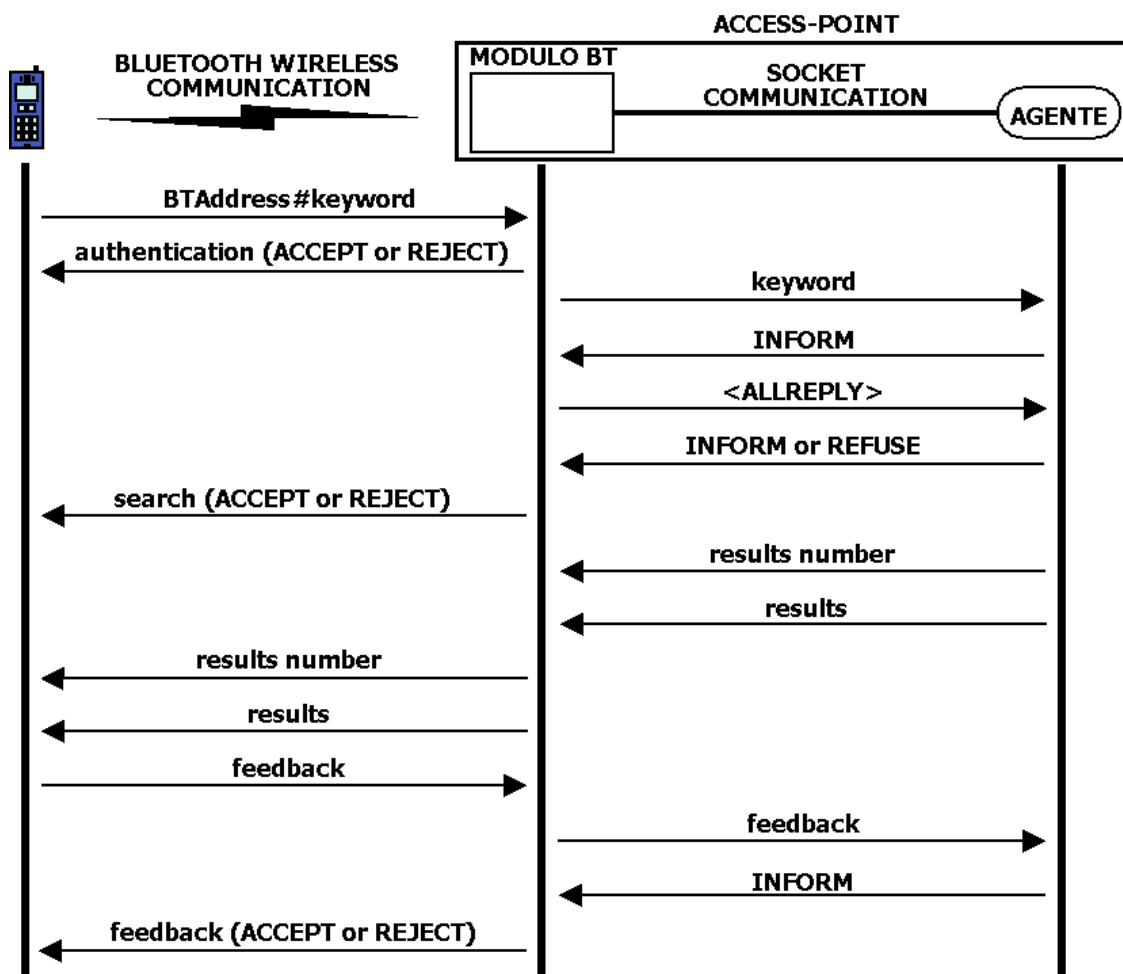 ACCESS-POINT
BLUETOOTH WIRELESS
COMMUNICATION
MODULO BT
SOCKET
COMMUNICATION
AGENTE
BTAddress#keyword
authentication (ACCEPT or REJECT)
keyword
INFORM
<ALLREPLY>
INFORM or REFUSE
search (ACCEPT or REJECT)
results number
results
results number
results
feedback
feedback
INFORM
feedback (ACCEPT or REJECT)